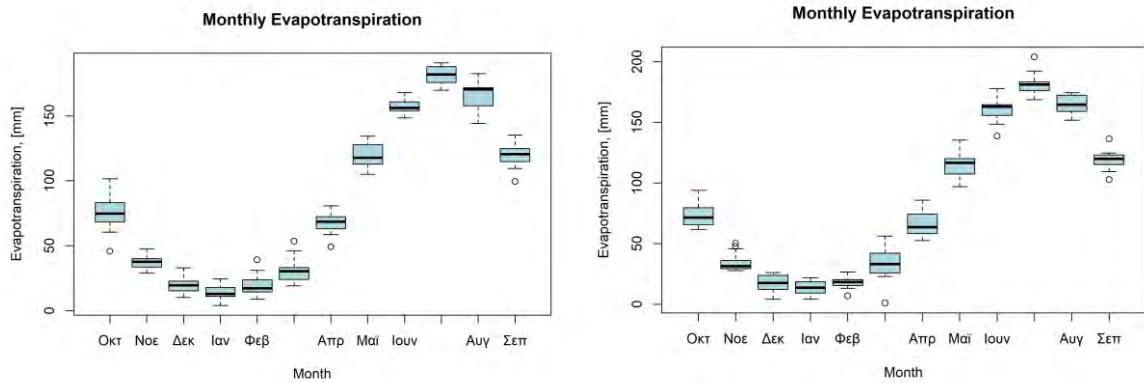 Monthly Evapotranspiration
Evapotranspiration, [mm]
150
100
50
0
Οκτ Νοε Δεκ Ιαν Φεβ Απρ Μαϊ Ιουν Αυγ Σεπ
Month
Monthly Evapotranspiration
Evapotranspiration, [mm]
200
150
100
50
0
Οκτ Νοε Δεκ Ιαν Φεβ Απρ Μαϊ Ιουν Αυγ Σεπ
Month